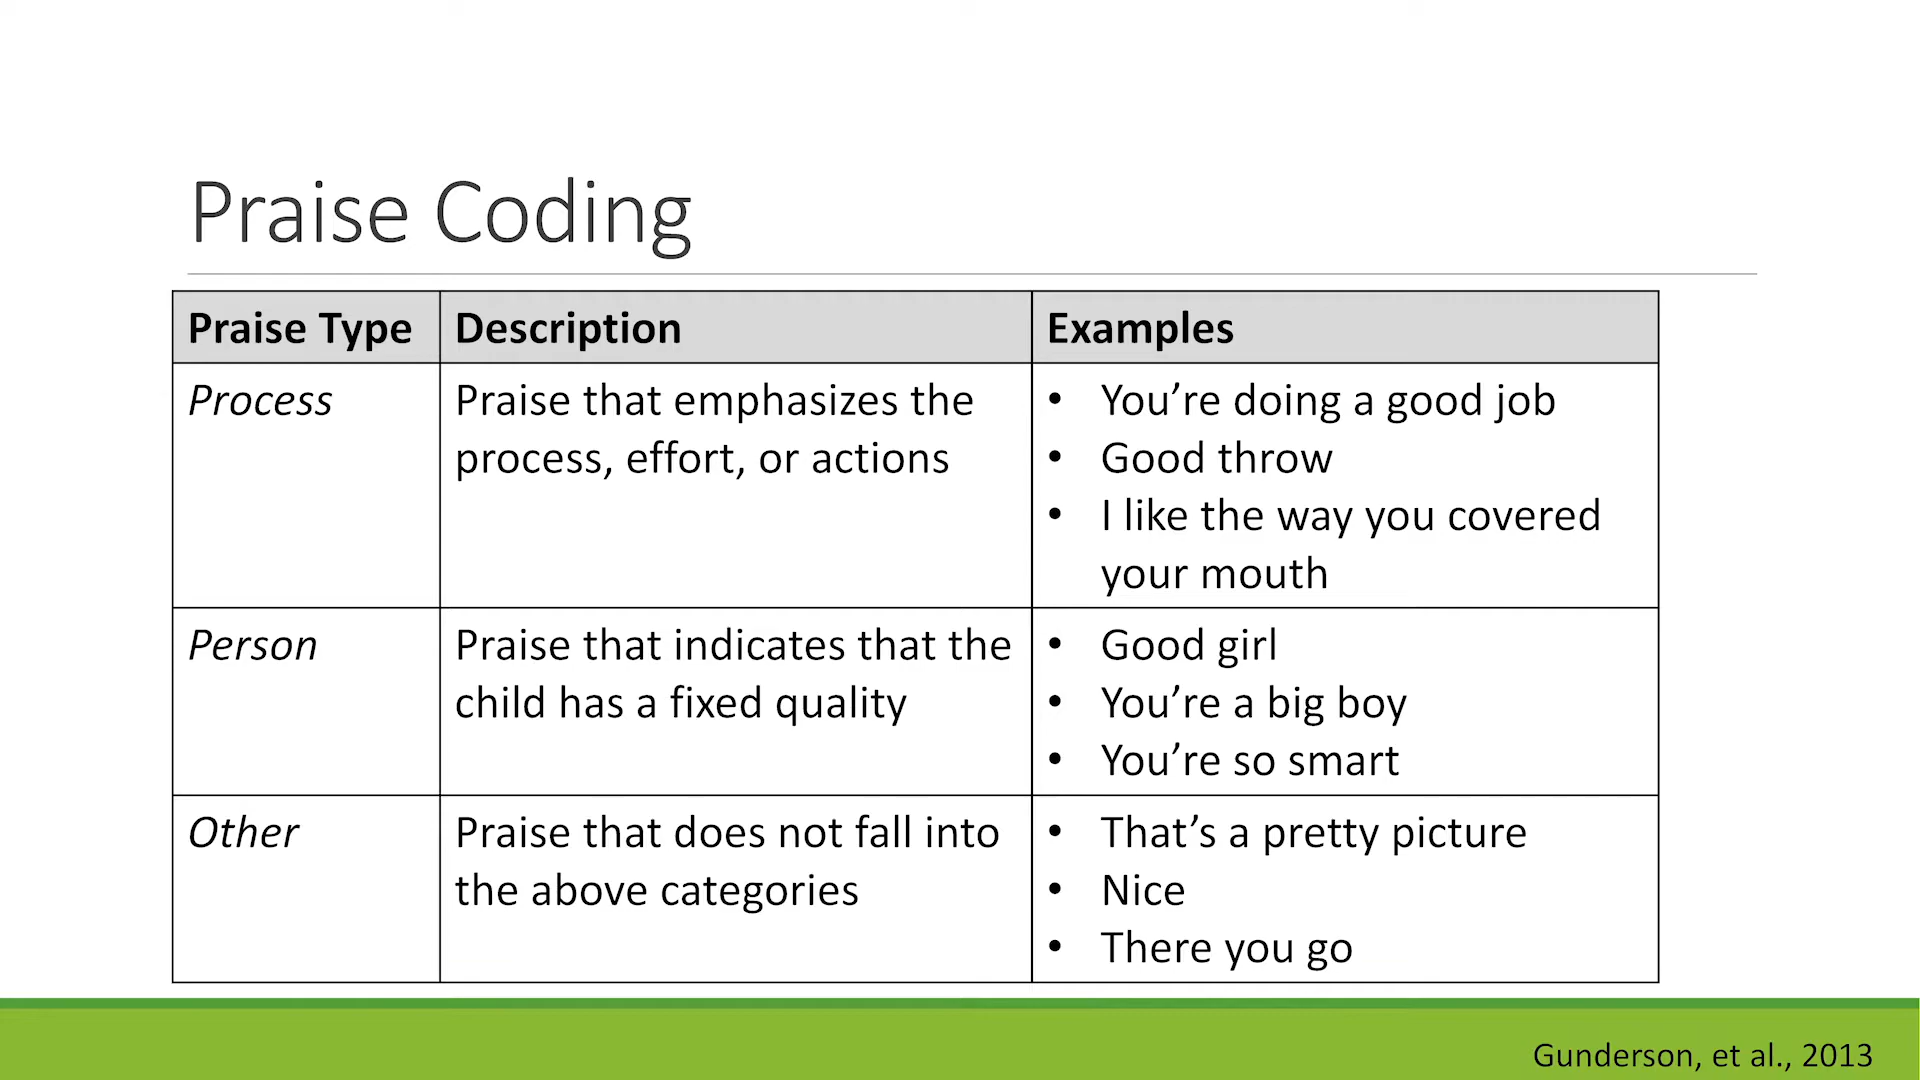 Praise Coding
Praise Type Description Examples
Process
Praise that emphasizes the
process, effort, or actions
• You’re doing a good job
• Good throw
• I like the way you covered
your mouth
Person
Praise that indicates that the
child has a fixed quality
• Good girl
• You’re a big boy
• You’re so smart
Other
Praise that does not fall into
the above categories
• That’s a pretty picture
• Nice
• There you go
Gunderson, et al., 2013